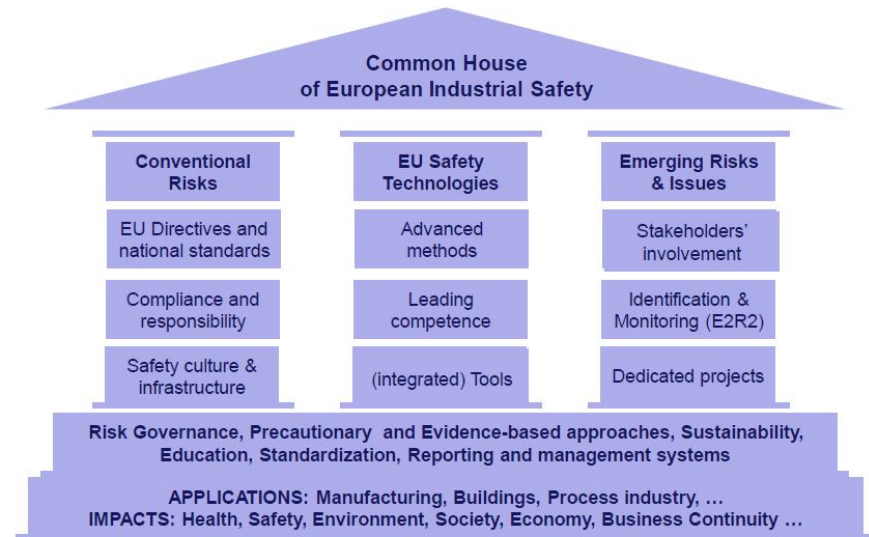 Common House
of European Industrial Safety
Conventional
Risks
EU Directives and
national standards
Compliance and
responsibility
Safety culture &
infrastructure
EU Safety
Technologies
Advanced
methods
Leading
competence
(integrated) Tools
Emerging Risks
& Issues
Stakeholders'
involvement
Identification &
Monitoring (E2R2)
Dedicated projects
Risk Governance, Precautionary and Evidence-based approaches, Sustainability,
Education, Standardization, Reporting and management systems
APPLICATIONS: Manufacturing, Buildings, Process industry, ...
IMPACTS: Health, Safety, Environment, Society, Economy, Business Continuity ...